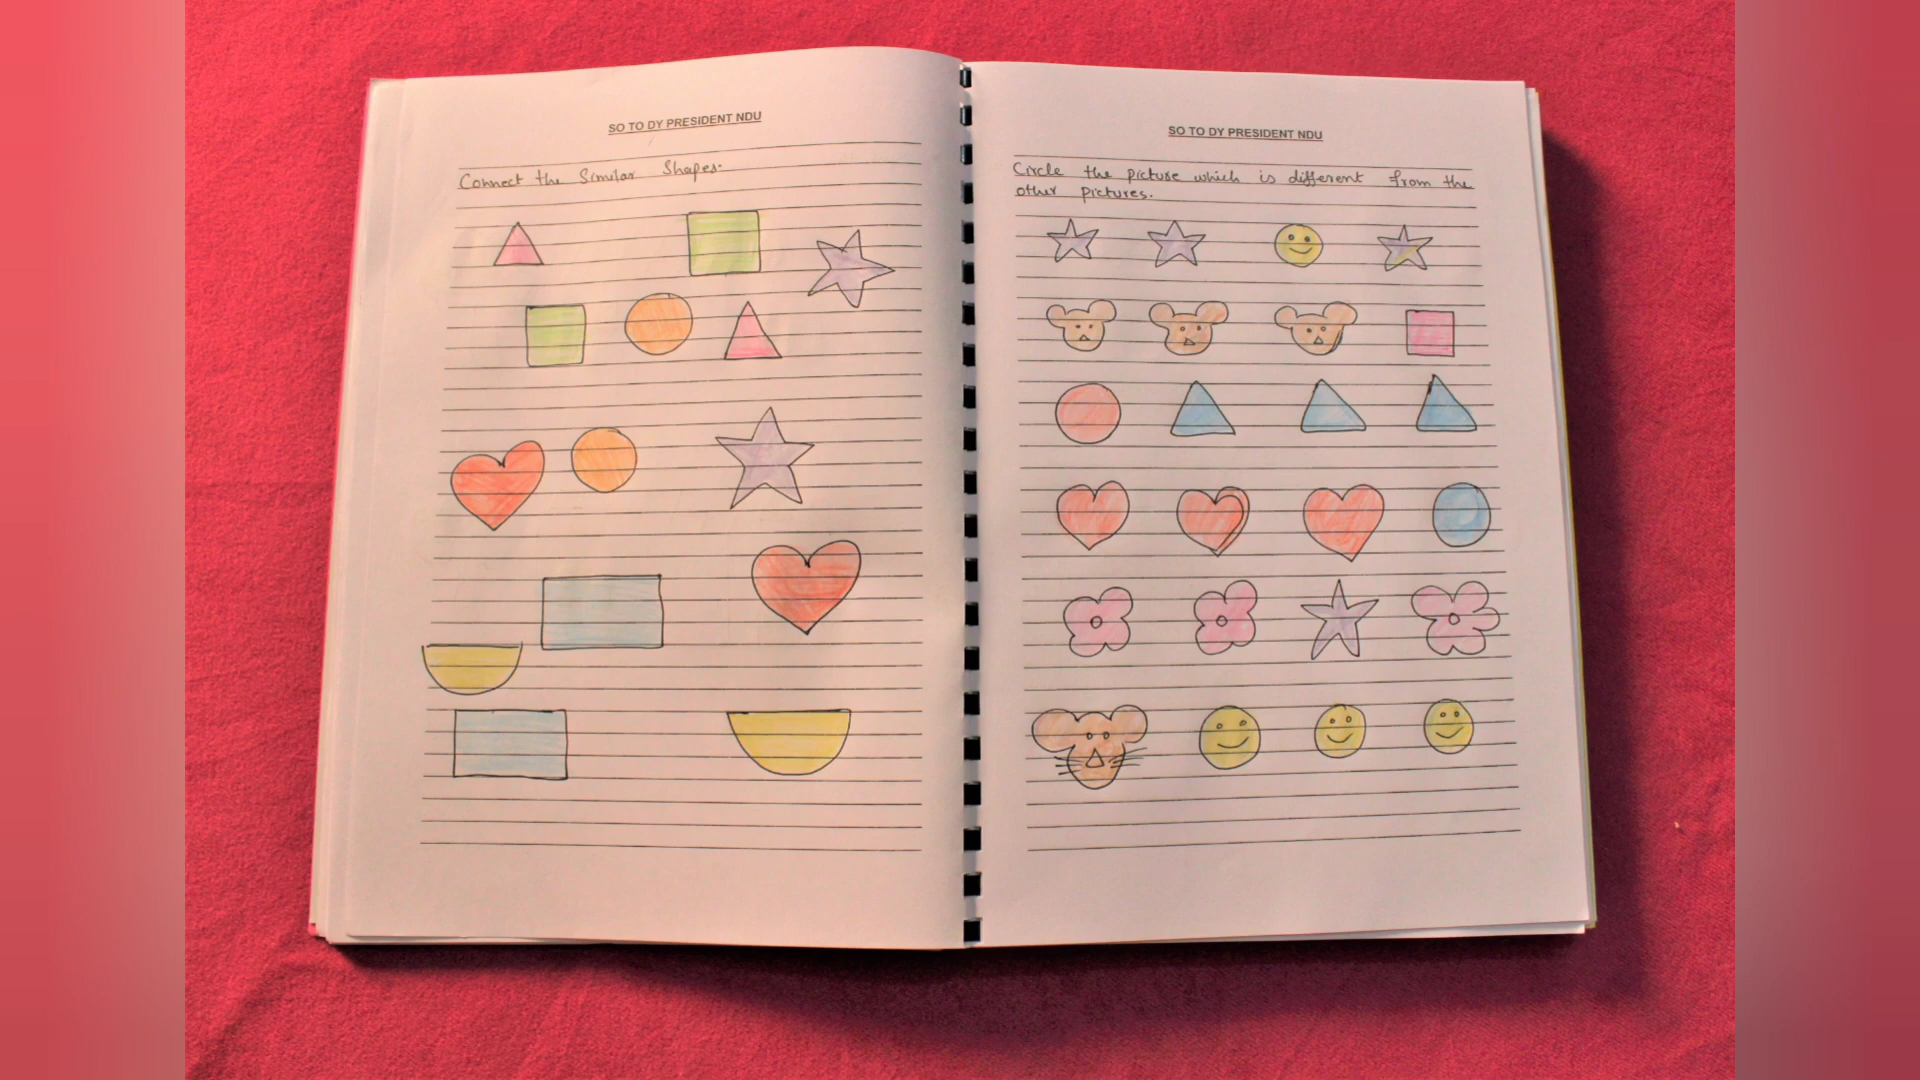 SO TO DY PRESIDENT NDU
Connect the Similar Shapes.
SO TO DY PRESIDENT NDU
Circle the picture which is different from the
other pictures.